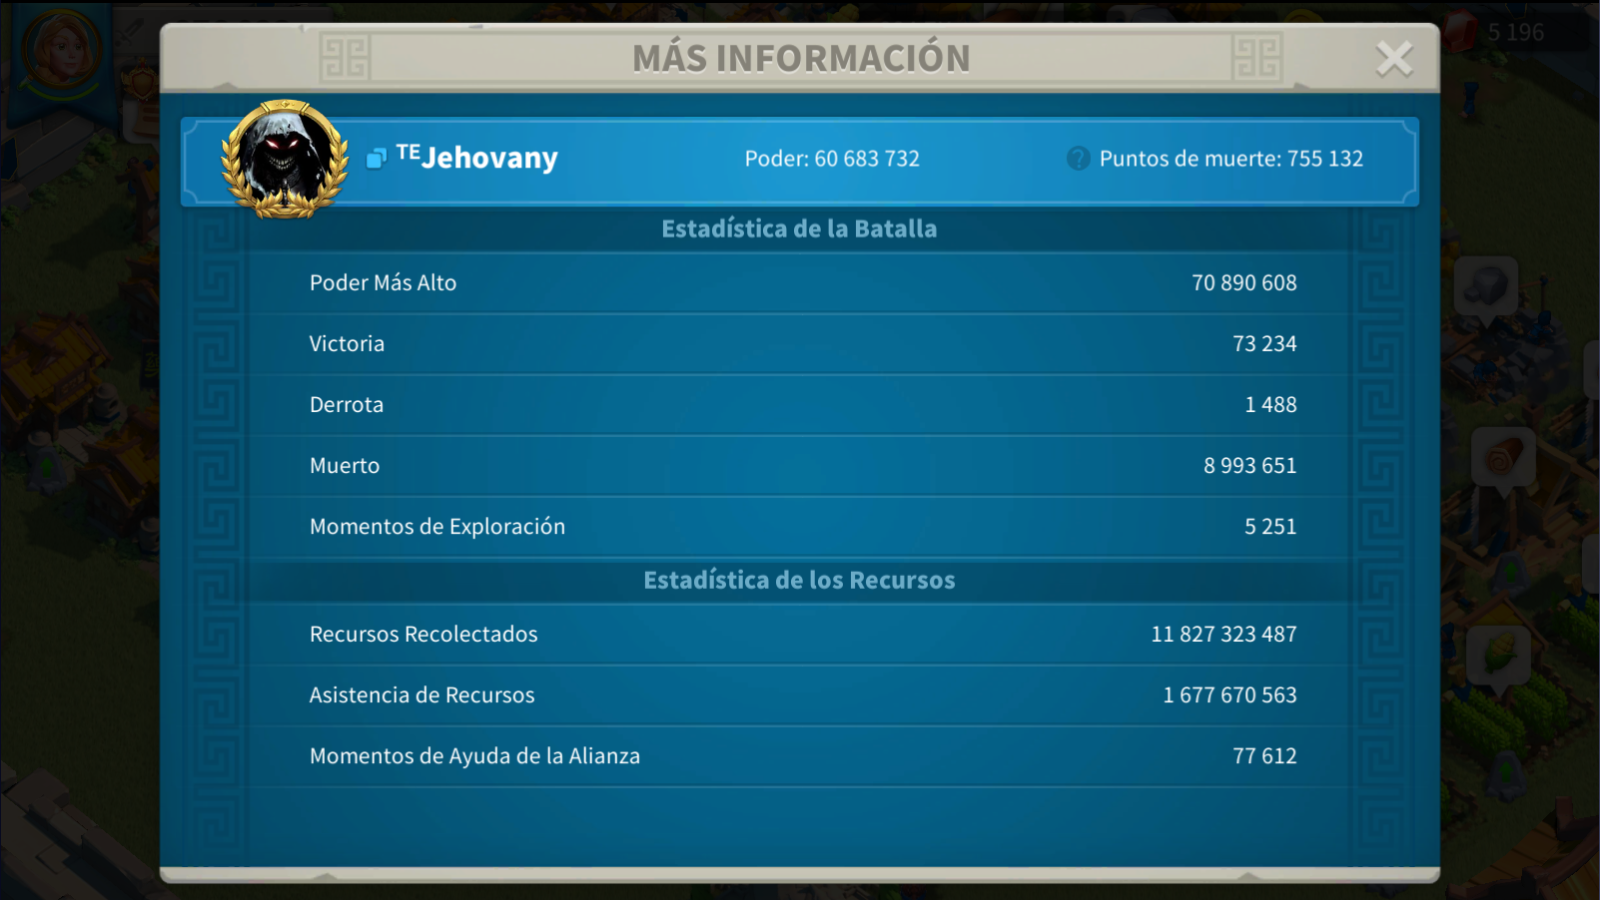 5 196
MÁS INFORMACIÓN
ᵀᴱJehovany
Poder: 60 683 732
? Puntos de muerte: 755 132
Estadística de la Batalla
Poder Más Alto 70 890 608
Victoria 73 234
Derrota 1 488
Muerto 8 993 651
Momentos de Exploración 5 251
Estadística de los Recursos
Recursos Recolectados 11 827 323 487
Asistencia de Recursos 1 677 670 563
Momentos de Ayuda de la Alianza 77 612